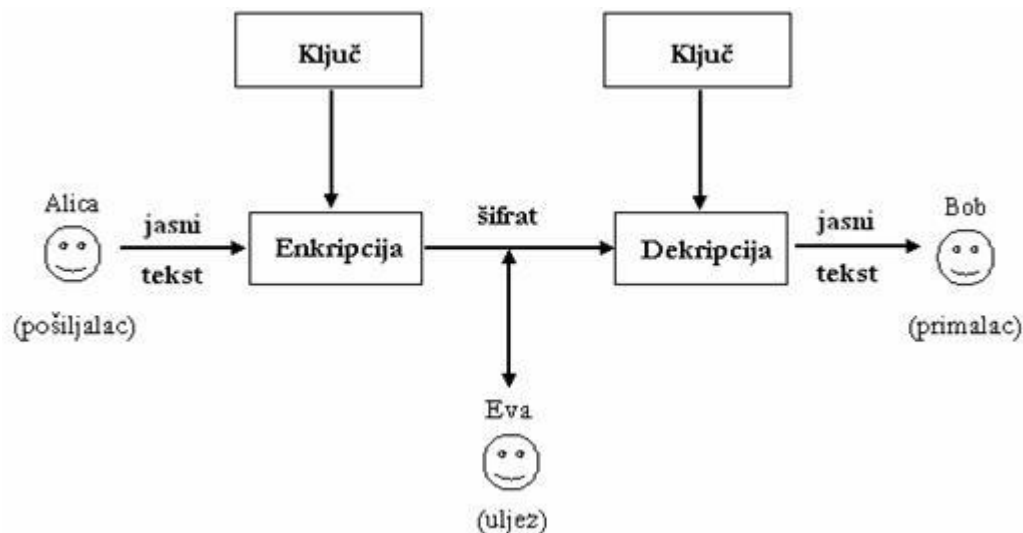 Ključ
Ključ
Alica
jasni
tekst
(pošiljalac)
Enkripcija
šifrat
Dekripcija
jasni
tekst
Bob
(primalac)
Eva
(uljez)